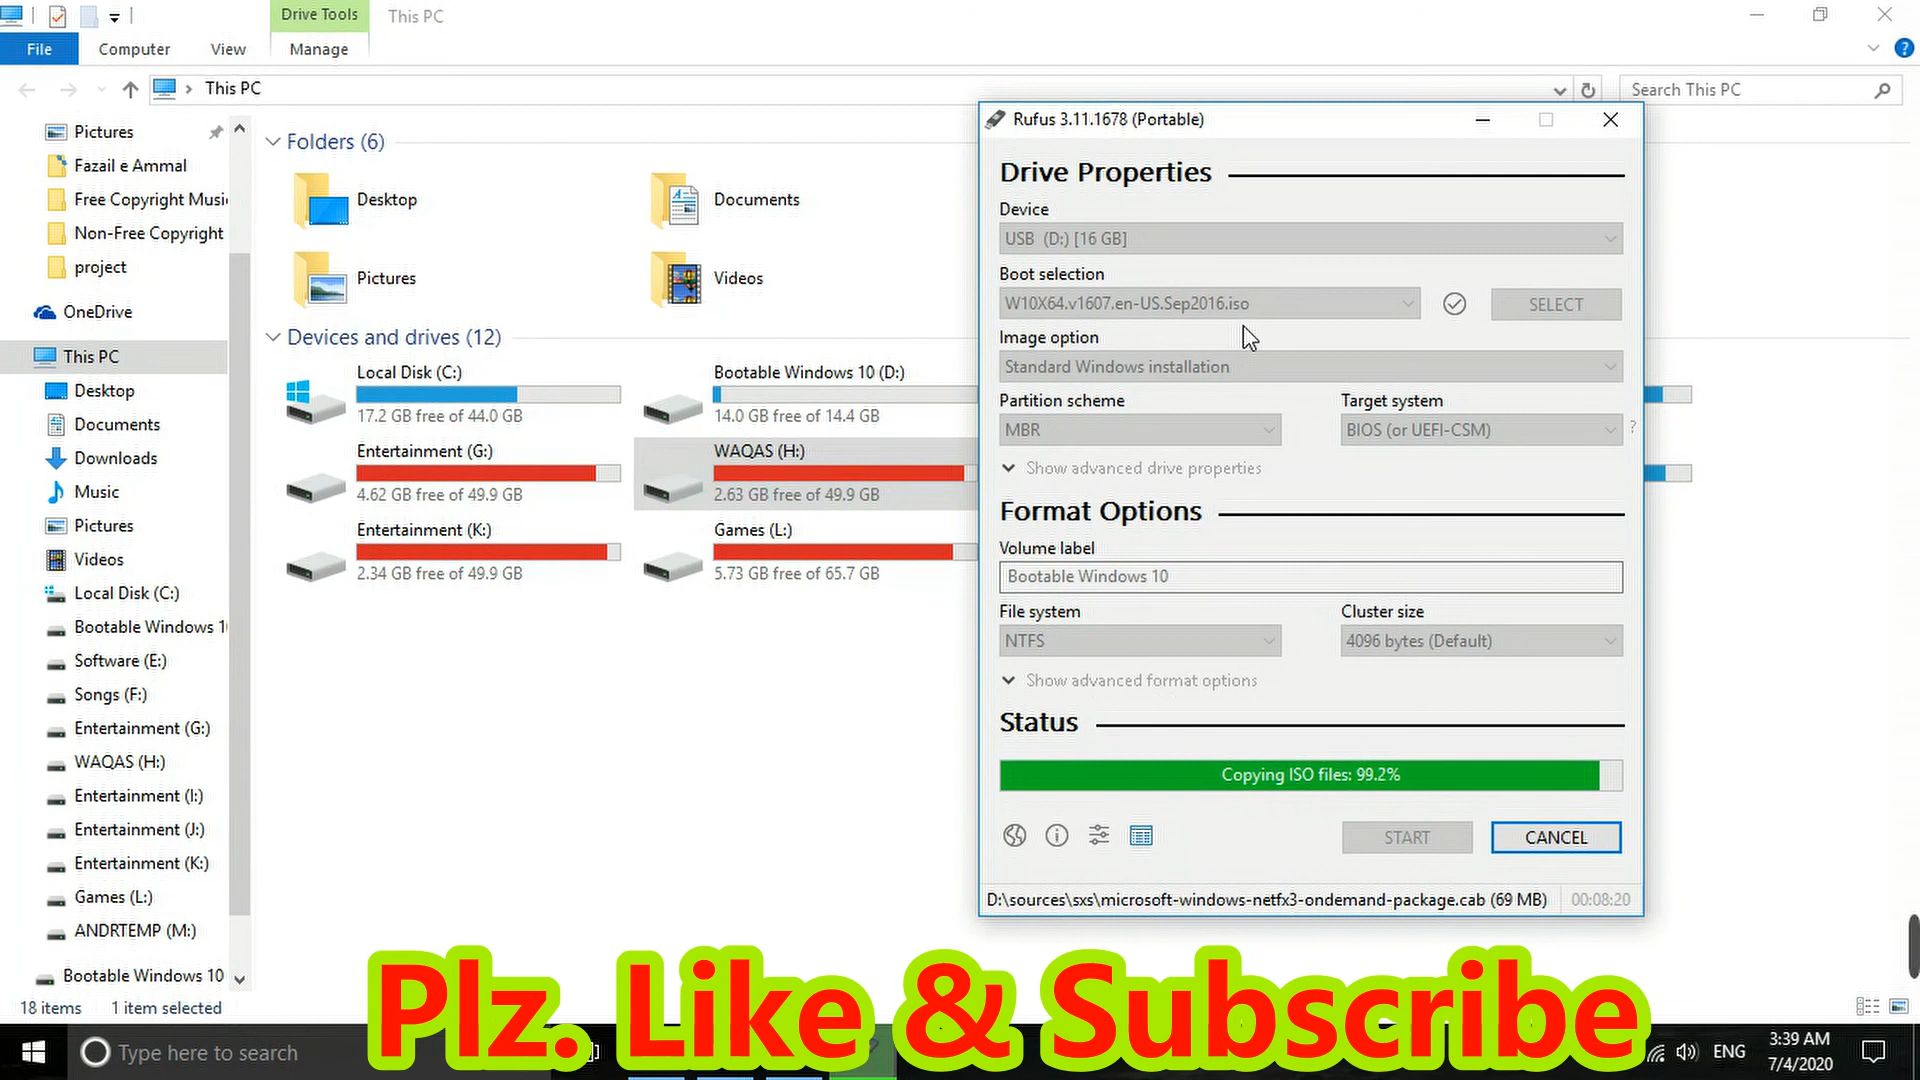 Drive Tools
This PC
File
Computer
View
Manage
This PC
Search This PC
Pictures
Fazail e Ammal
Free Copyright Musi
Non-Free Copyright
project
OneDrive
This PC
Desktop
Documents
Downloads
Music
Pictures
Videos
Local Disk (C:)
Bootable Windows 1
Software (E:)
Songs (F:)
Entertainment (G:)
WAQAS (H:)
Entertainment (I:)
Entertainment (J:)
Entertainment (K:)
Games (L:)
ANDRTEMP (M:)
Bootable Windows 10
Folders (6)
Desktop
Documents
Pictures
Videos
Devices and drives (12)
Local Disk (C:)
17.2 GB free of 44.0 GB
Bootable Windows 10 (D:)
14.0 GB free of 14.4 GB
Entertainment (G:)
4.62 GB free of 49.9 GB
WAQAS (H:)
2.63 GB free of 49.9 GB
Entertainment (K:)
2.34 GB free of 49.9 GB
Games (L:)
5.73 GB free of 65.7 GB
Rufus 3.11.1678 (Portable)
Drive Properties
Device
USB (D:) [16 GB]
Boot selection
W10X64.v1607.en-US.Sep2016.iso
SELECT
Image option
Standard Windows installation
Partition scheme
Target system
MBR
BIOS (or UEFI-CSM)
?
Show advanced drive properties
Format Options
Volume label
Bootable Windows 10
File system
Cluster size
NTFS
4096 bytes (Default)
Show advanced format options
Status
Copying ISO files: 99.2%
START
CANCEL
D:\sources\sxs\microsoft-windows-netfx3-ondemand-package.cab (69 MB)
00:08:20
18 items
1 item selected
Plz. Like & Subscribe
Type here to search
ENG
3:39 AM
7/4/2020